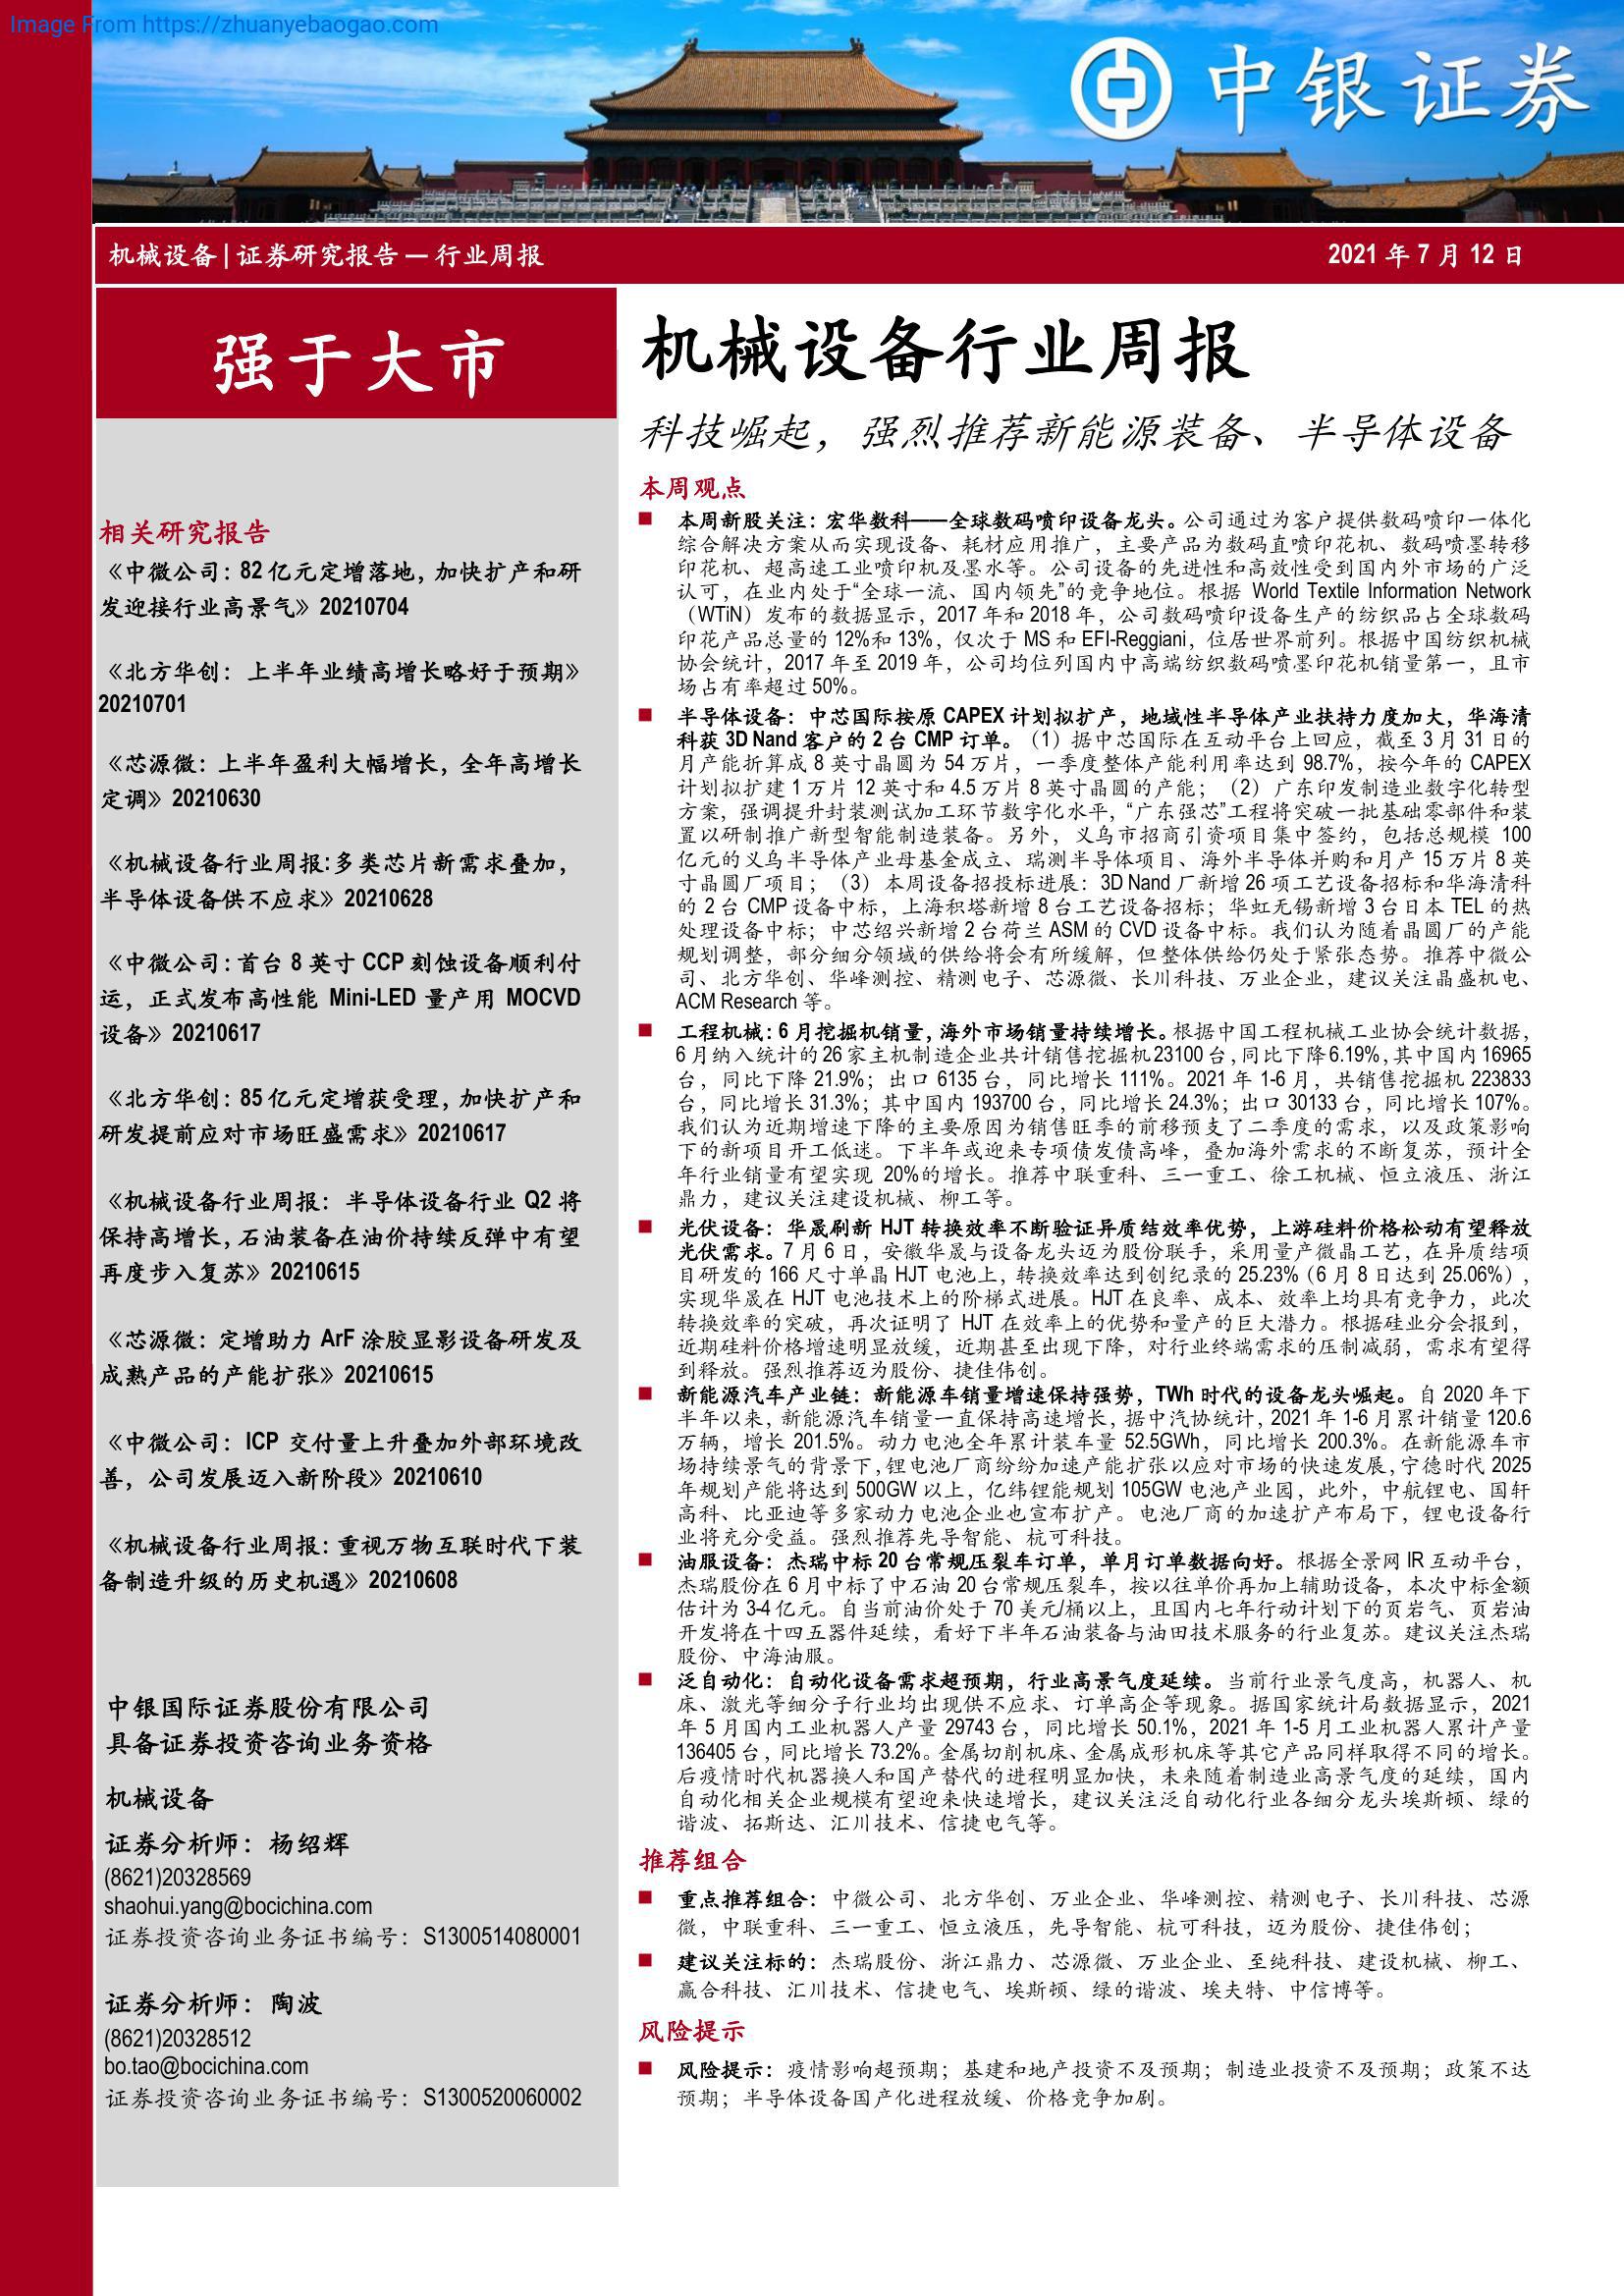 Image From https://zhuanyebaogao.com
中银证券
机械设备 | 证券研究报告 — 行业周报
2021 年 7 月 12 日
强于大市
相关研究报告
《中微公司：82 亿元定增落地，加快扩产和研
发迎接行业高景气》20210704
《北方华创：上半年业绩高增长略好于预期》
20210701
《芯源微：上半年盈利大幅增长，全年高增长
定调》20210630
《机械设备行业周报:多类芯片新需求叠加，
半导体设备供不应求》20210628
《中微公司：首台 8 英寸 CCP 刻蚀设备顺利付
运，正式发布高性能 Mini-LED 量产用 MOCVD
设备》20210617
《北方华创：85 亿元定增获受理，加快扩产和
研发提前应对市场旺盛需求》20210617
《机械设备行业周报：半导体设备行业 Q2 将
保持高增长，石油装备在油价持续反弹中有望
再度步入复苏》20210615
《芯源微：定增助力 ArF 涂胶显影设备研发及
成熟产品的产能扩张》20210615
《中微公司：ICP 交付量上升叠加外部环境改
善，公司发展迈入新阶段》20210610
《机械设备行业周报：重视万物互联时代下装
备制造升级的历史机遇》20210608
中银国际证券股份有限公司
具备证券投资咨询业务资格
机械设备
证券分析师：杨绍辉
(8621)20328569
shaohui.yang@bocichina.com
证券投资咨询业务证书编号：S1300514080001
证券分析师：陶波
(8621)20328512
bo.tao@bocichina.com
证券投资咨询业务证书编号：S1300520060002
机械设备行业周报
科技崛起，强烈推荐新能源装备、半导体设备
本周观点
本周新股关注：宏华数科——全球数码喷印设备龙头。公司通过为客户提供数码喷印一体化
综合解决方案从而实现设备、耗材应用推广，主要产品为数码直喷印花机、数码喷墨转移
印花机、超高速工业喷印机及墨水等。公司设备的先进性和高效性受到国内外市场的广泛
认可，在业内处于“全球一流、国内领先”的竞争地位。根据 World Textile Information Network
（WTiN）发布的数据显示，2017 年和 2018 年，公司数码喷印设备生产的纺织品占全球数码
印花产品总量的 12%和 13%，仅次于 MS 和 EFI-Reggiani，位居世界前列。根据中国纺织机械
协会统计，2017 年至 2019 年，公司均位列国内中高端纺织数码喷墨印花机销量第一，且市
场占有率超过 50%。
半导体设备：中芯国际按原 CAPEX 计划拟扩产，地域性半导体产业扶持力度加大，华海清
科获 3D Nand 客户的 2 台 CMP 订单。（1）据中芯国际在互动平台上回应，截至 3 月 31 日的
月产能折算成 8 英寸晶圆为 54 万片，一季度整体产能利用率达到 98.7%，按今年的 CAPEX
计划拟扩建 1 万片 12 英寸和 4.5 万片 8 英寸晶圆的产能；（2）广东印发制造业数字化转型
方案，强调提升封装测试加工环节数字化水平，“广东强芯”工程将突破一批基础零部件和装
置以研制推广新型智能制造装备。另外，义乌市招商引资项目集中签约，包括总规模 100
亿元的义乌半导体产业母基金成立、瑞测半导体项目、海外半导体并购和月产 15 万片 8 英
寸晶圆厂项目；（3）本周设备招投标进展：3D Nand 厂新增 26 项工艺设备招标和华海清科
的 2 台 CMP 设备中标，上海积塔新增 8 台工艺设备招标；华虹无锡新增 3 台日本 TEL 的热
处理设备中标；中芯绍兴新增 2 台荷兰 ASM 的 CVD 设备中标。我们认为随着晶圆厂的产能
规划调整，部分细分领域的供给将会有所缓解，但整体供给仍处于紧张态势。推荐中微公
司、北方华创、华峰测控、精测电子、芯源微、长川科技、万业企业，建议关注晶盛机电、
ACM Research 等。
工程机械：6 月挖掘机销量，海外市场销量持续增长。根据中国工程机械工业协会统计数据，
6 月纳入统计的 26 家主机制造企业共计销售挖掘机 23100 台，同比下降 6.19%，其中国内 16965
台，同比下降 21.9%；出口 6135 台，同比增长 111%。2021 年 1-6 月，共销售挖掘机 223833
台，同比增长 31.3%；其中国内 193700 台，同比增长 24.3%；出口 30133 台，同比增长 107%。
我们认为近期增速下降的主要原因为销售旺季的前移预支了二季度的需求，以及政策影响
下的新项目开工低迷。下半年或迎来专项债发债高峰，叠加海外需求的不断复苏，预计全
年行业销量有望实现 20%的增长。推荐中联重科、三一重工、徐工机械、恒立液压、浙江
鼎力，建议关注建设机械、柳工等。
光伏设备：华晟刷新 HJT 转换效率不断验证异质结效率优势，上游硅料价格松动有望释放
光伏需求。7 月 6 日，安徽华晟与设备龙头迈为股份联手，采用量产微晶工艺，在异质结项
目研发的 166 尺寸单晶 HJT 电池上，转换效率达到创纪录的 25.23%（6 月 8 日达到 25.06%），
实现华晟在 HJT 电池技术上的阶梯式进展。HJT 在良率、成本、效率上均具有竞争力，此次
转换效率的突破，再次证明了 HJT 在效率上的优势和量产的巨大潜力。根据硅业分会报到，
近期硅料价格增速明显放缓，近期甚至出现下降，对行业终端需求的压制减弱，需求有望得
到释放。强烈推荐迈为股份、捷佳伟创。
新能源汽车产业链：新能源车销量增速保持强势，TWh 时代的设备龙头崛起。自 2020 年下
半年以来，新能源汽车销量一直保持高速增长，据中汽协统计，2021 年 1-6 月累计销量 120.6
万辆，增长 201.5%。动力电池全年累计装车量 52.5GWh，同比增长 200.3%。在新能源车市
场持续景气的背景下，锂电池厂商纷纷加速产能扩张以应对市场的快速发展，宁德时代 2025
年规划产能将达到 500GW 以上，亿纬锂能规划 105GW 电池产业园，此外，中航锂电、国轩
高科、比亚迪等多家动力电池企业也宣布扩产。电池厂商的加速扩产布局下，锂电设备行
业将充分受益。强烈推荐先导智能、杭可科技。
油服设备：杰瑞中标 20 台常规压裂车订单，单月订单数据向好。根据全景网 IR 互动平台，
杰瑞股份在 6 月中标了中石油 20 台常规压裂车，按以往单价再加上辅助设备，本次中标金额
估计为 3-4 亿元。自当前油价处于 70 美元/桶以上，且国内七年行动计划下的页岩气、页岩油
开发将在十四五器件延续，看好下半年石油装备与油田技术服务的行业复苏。建议关注杰瑞
股份、中海油服。
泛自动化：自动化设备需求超预期，行业高景气度延续。当前行业景气度高，机器人、机
床、激光等细分子行业均出现供不应求、订单高企等现象。据国家统计局数据显示，2021
年 5 月国内工业机器人产量 29743 台，同比增长 50.1%，2021 年 1-5 月工业机器人累计产量
136405 台，同比增长 73.2%。金属切削机床、金属成形机床等其它产品同样取得不同的增长。
后疫情时代机器换人和国产替代的进程明显加快，未来随着制造业高景气度的延续，国内
自动化相关企业规模有望迎来快速增长，建议关注泛自动化行业各细分龙头埃斯顿、绿的
谐波、拓斯达、汇川技术、信捷电气等。
推荐组合
重点推荐组合：中微公司、北方华创、万业企业、华峰测控、精测电子、长川科技、芯源
微，中联重科、三一重工、恒立液压，先导智能、杭可科技，迈为股份、捷佳伟创；
建议关注标的：杰瑞股份、浙江鼎力、芯源微、万业企业、至纯科技、建设机械、柳工、
赢合科技、汇川技术、信捷电气、埃斯顿、绿的谐波、埃夫特、中信博等。
风险提示
风险提示：疫情影响超预期；基建和地产投资不及预期；制造业投资不及预期；政策不达
预期；半导体设备国产化进程放缓、价格竞争加剧。